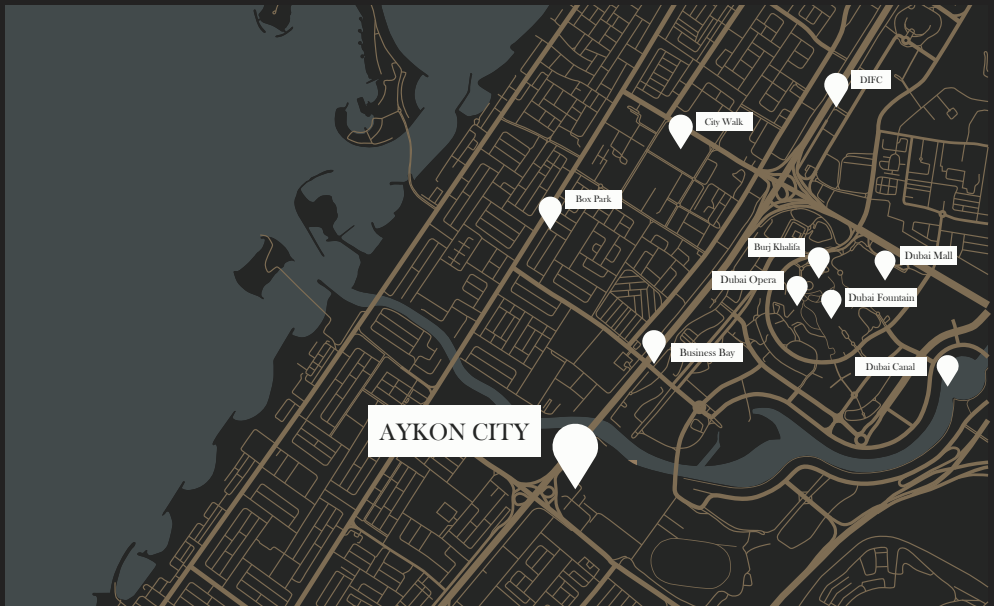 DIFC
City Walk
Box Park
Burj Khalifa
Dubai Mall
Dubai Opera
Dubai Fountain
Business Bay
Dubai Canal
AYKON CITY